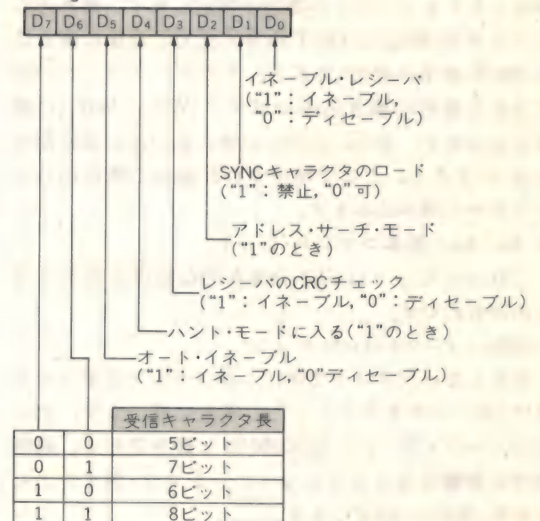 D₇ D₆ D₅ D₄ D₃ D₂ D₁ D₀
イネーブル・レシーバ
("1"：イネーブル,
"0"：ディセーブル)
SYNCキャラクタのロード
("1"：禁止, "0"可)
アドレス・サーチ・モード
("1"のとき)
レシーバのCRCチェック
("1"：イネーブル, "0"：ディセーブル)
ハント・モードに入る("1"のとき)
オート・イネーブル
("1"：イネーブル, "0"ディセーブル)
受信キャラクタ長
0 0 5ビット
0 1 7ビット
1 0 6ビット
1 1 8ビット